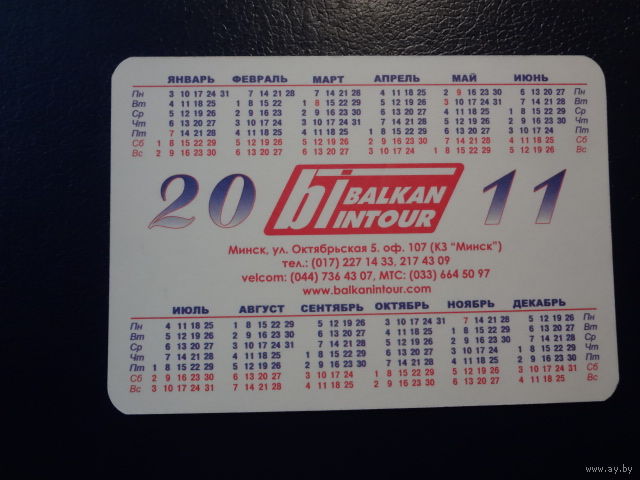 ЯНВАРЬ ФЕВРАЛЬ МАРТ АПРЕЛЬ МАЙ ИЮНЬ
Пн 3 10 17 24 31 7 14 21 28 7 14 21 28 4 11 18 25 2 9 16 23 30 6 13 20 27 Пн
Вт 4 11 18 25 1 8 15 22 1 8 15 22 29 5 12 19 26 3 10 17 24 31 7 14 21 28 Вт
Ср 5 12 19 26 2 9 16 23 2 9 16 23 30 6 13 20 27 4 11 18 25 1 8 15 22 29 Ср
Чт 6 13 20 27 3 10 17 24 3 10 17 24 31 7 14 21 28 5 12 19 26 2 9 16 23 30 Чт
Пт 7 14 21 28 4 11 18 25 4 11 18 25 1 8 15 22 29 6 13 20 27 3 10 17 24 Пт
Сб 1 8 15 22 29 5 12 19 26 5 12 19 26 2 9 16 23 30 7 14 21 28 4 11 18 25 Сб
Вс 2 9 16 23 30 6 13 20 27 6 13 20 27 3 10 17 24 1 8 15 22 29 5 12 19 26 Вс
20 bi BALKAN INTOUR 11
Минск, ул. Октябрьская 5. оф. 107 (КЗ "Минск")
тел.: (017) 227 14 33, 217 43 09
velcom: (044) 736 43 07, МТС: (033) 664 50 97
www.balkanintour.com
ИЮЛЬ АВГУСТ СЕНТЯБРЬ ОКТЯБРЬ НОЯБРЬ ДЕКАБРЬ
Пн 4 11 18 25 1 8 15 22 29 5 12 19 26 3 10 17 24 31 7 14 21 28 5 12 19 26 Пн
Вт 5 12 19 26 2 9 16 23 30 6 13 20 27 4 11 18 25 1 8 15 22 29 6 13 20 27 Вт
Ср 6 13 20 27 3 10 17 24 31 7 14 21 28 5 12 19 26 2 9 16 23 30 7 14 21 28 Ср
Чт 7 14 21 28 4 11 18 25 1 8 15 22 29 6 13 20 27 3 10 17 24 1 8 15 22 29 Чт
Пт 1 8 15 22 29 5 12 19 26 2 9 16 23 30 7 14 21 28 4 11 18 25 2 9 16 23 30 Пт
Сб 2 9 16 23 30 6 13 20 27 3 10 17 24 1 8 15 22 29 5 12 19 26 3 10 17 24 31 Сб
Вс 3 10 17 24 31 7 14 21 28 4 11 18 25 2 9 16 23 30 6 13 20 27 4 11 18 25 Вс
www.ay.by